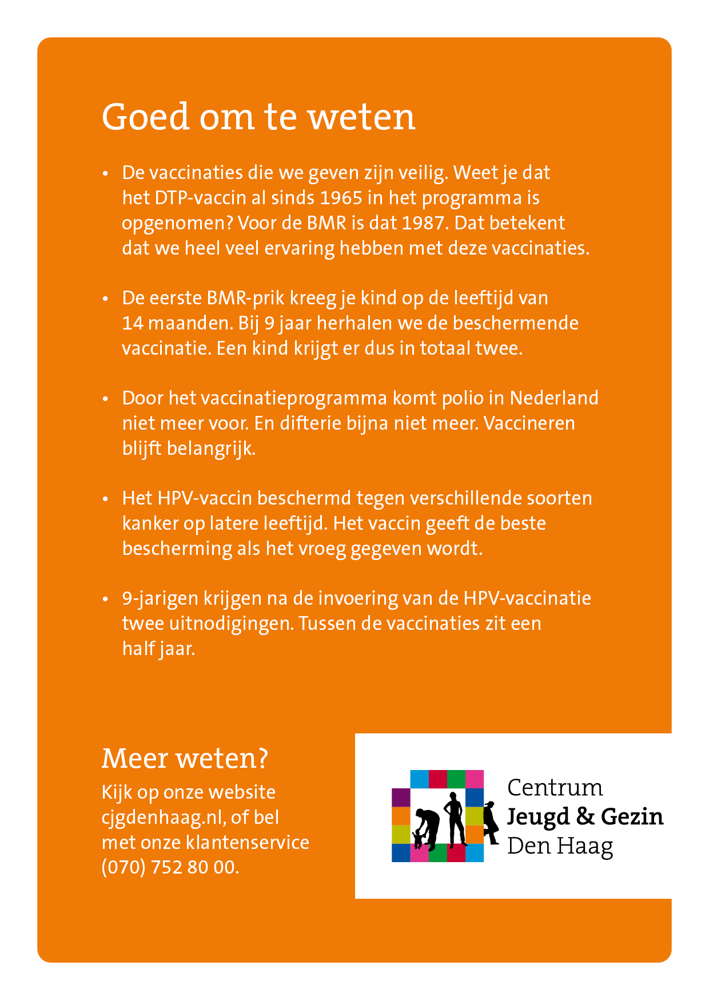 Goed om te weten
• De vaccinaties die we geven zijn veilig. Weet je dat
het DTP-vaccin al sinds 1965 in het programma is
opgenomen? Voor de BMR is dat 1987. Dat betekent
dat we heel veel ervaring hebben met deze vaccinaties.
• De eerste BMR-prik kreeg je kind op de leeftijd van
14 maanden. Bij 9 jaar herhalen we de beschermende
vaccinatie. Een kind krijgt er dus in totaal twee.
• Door het vaccinatieprogramma komt polio in Nederland
niet meer voor. En difterie bijna niet meer. Vaccineren
blijft belangrijk.
• Het HPV-vaccin beschermd tegen verschillende soorten
kanker op latere leeftijd. Het vaccin geeft de beste
bescherming als het vroeg gegeven wordt.
• 9-jarigen krijgen na de invoering van de HPV-vaccinatie
twee uitnodigingen. Tussen de vaccinaties zit een
half jaar.
Meer weten?
Kijk op onze website
cjgdenhaag.nl, of bel
met onze klantenservice
(070) 752 80 00.
Centrum
Jeugd & Gezin
Den Haag